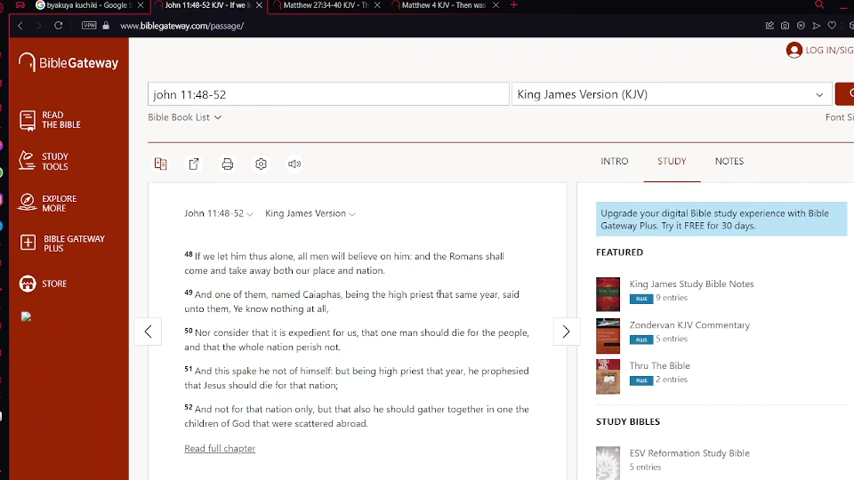 byakuya kuchiki - Google S
John 11:48-52 KJV - If we l
Matthew 27:34-40 KJV - T
Matthew 4 KJV - Then was
VPN
www.biblegateway.com/passage/
BibleGateway
LOG IN/SIG
john 11:48-52
King James Version (KJV)
Bible Book List
Font Si
READ
THE BIBLE
STUDY
TOOLS
EXPLORE
MORE
BIBLE GATEWAY
PLUS
STORE
INTRO
STUDY
NOTES
John 11:48-52
King James Version
48 If we let him thus alone, all men will believe on him: and the Romans shall
come and take away both our place and nation.
49 And one of them, named Caiaphas, being the high priest that same year, said
unto them, Ye know nothing at all,
50 Nor consider that it is expedient for us, that one man should die for the people,
and that the whole nation perish not.
51 And this spake he not of himself: but being high priest that year, he prophesied
that Jesus should die for that nation;
52 And not for that nation only, but that also he should gather together in one the
children of God that were scattered abroad.
Read full chapter
Upgrade your digital Bible study experience with Bible
Gateway Plus. Try it FREE for 30 days.
FEATURED
King James Study Bible Notes
PLUS 9 entries
Zondervan KJV Commentary
PLUS 5 entries
Thru The Bible
PLUS 2 entries
STUDY BIBLES
ESV Reformation Study Bible
5 entries